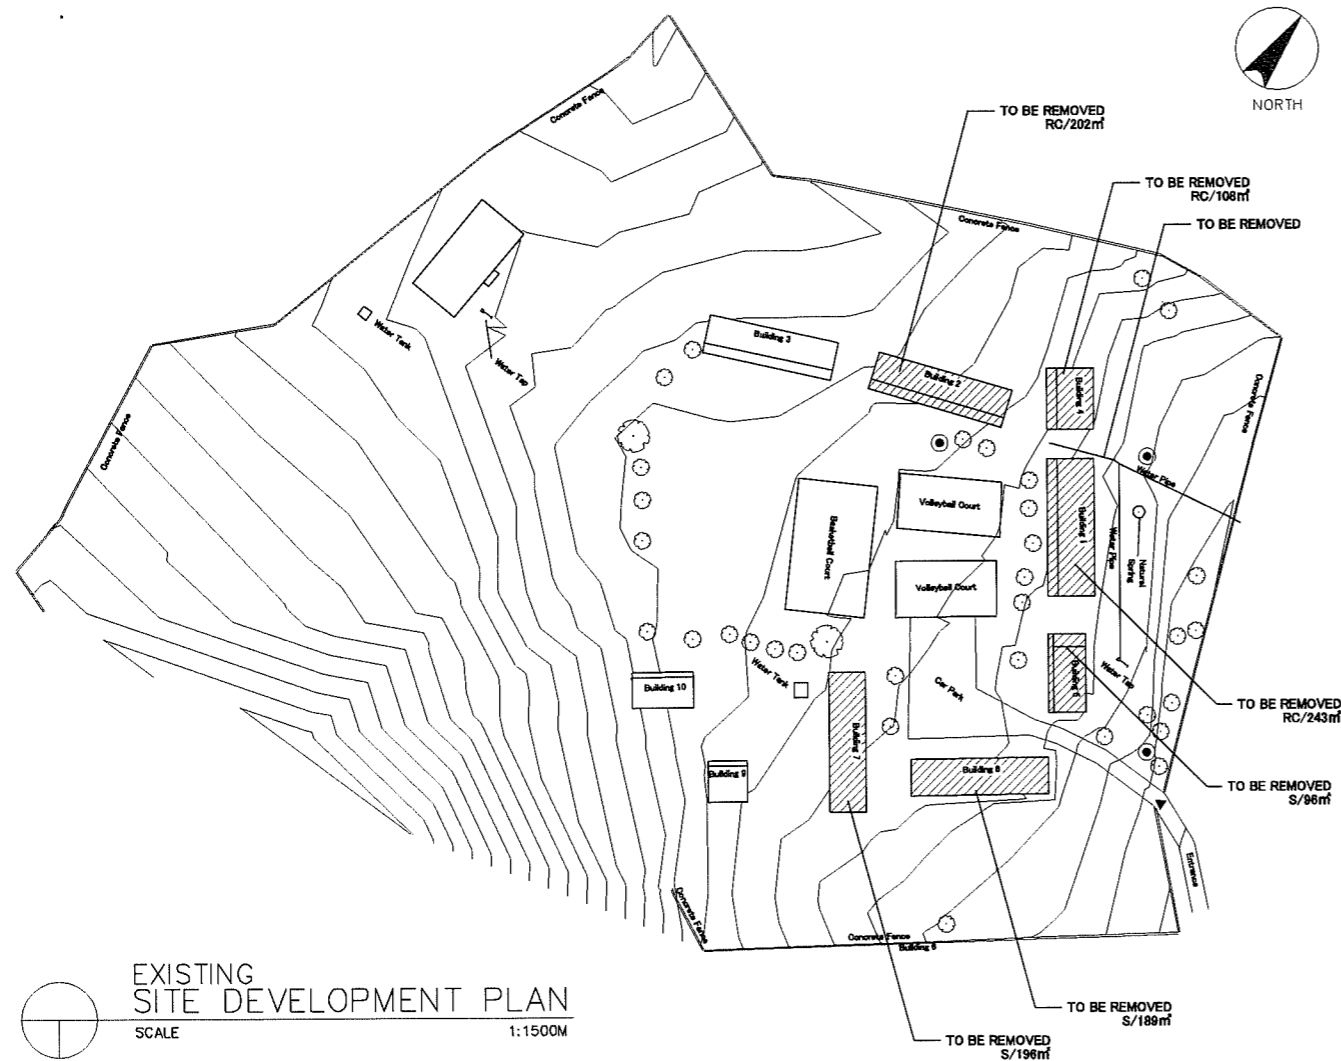 NORTH
TO BE REMOVED
RC/202㎡
TO BE REMOVED
RC/108㎡
TO BE REMOVED
Concrete Fence
Concrete Fence
Water Tank
Water Tap
Building 3
Building 2
Building 4
Concrete Fence
Concrete Fence
Water Pipe
Basketball Court
Volleyball Court
Building 1
Water Pipe
Natural
Spring
Volleyball Court
Water Tank
Building 10
Car Park
Building 5
Water Tap
TO BE REMOVED
RC/243㎡
Building 7
Building 9
Building 8
TO BE REMOVED
S/96㎡
Entrance
Concrete Fence
Concrete Fence
Building 6
EXISTING
SITE DEVELOPMENT PLAN
SCALE 1:1500M
TO BE REMOVED
S/189㎡
TO BE REMOVED
S/196㎡